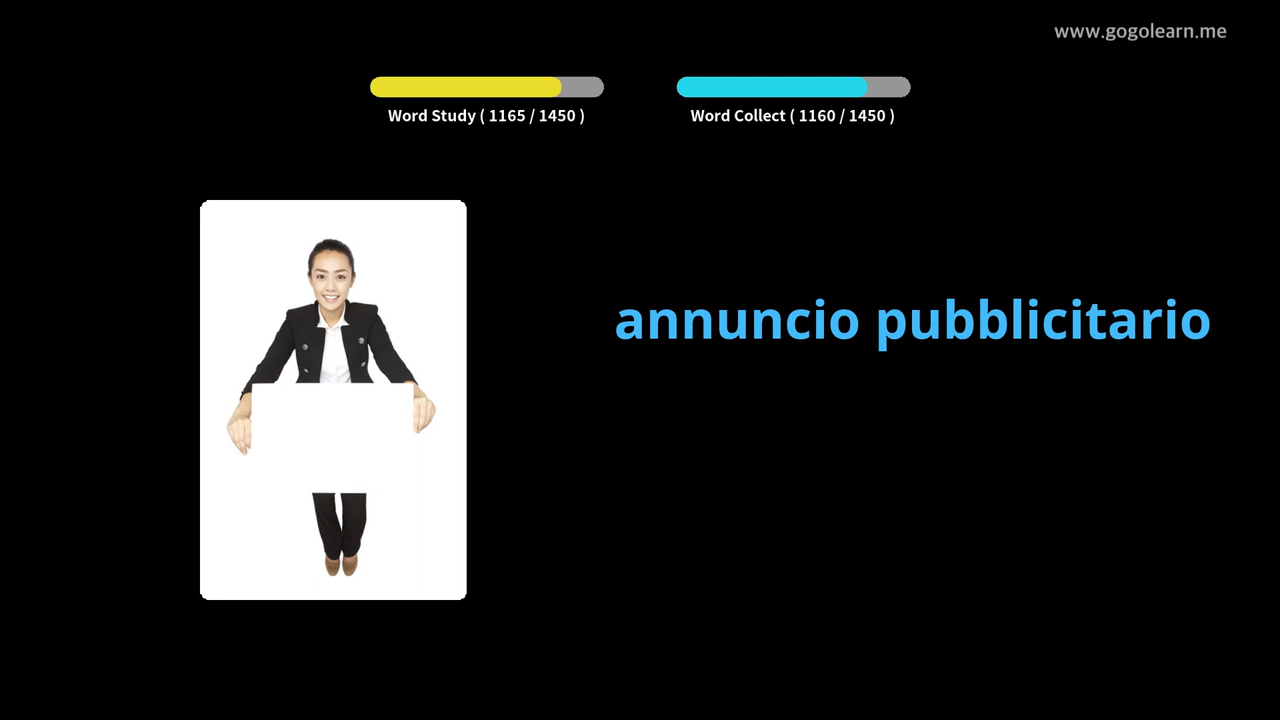 www.gogolearn.me
Word Study ( 1165 / 1450 )
Word Collect ( 1160 / 1450 )
annuncio pubblicitario